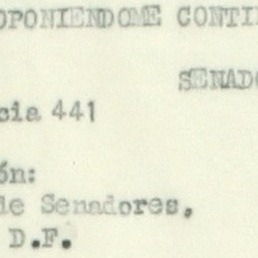 OPONIENDOME CONTI
SENADO
cia 441
ón:
de Senadores,
D.F.